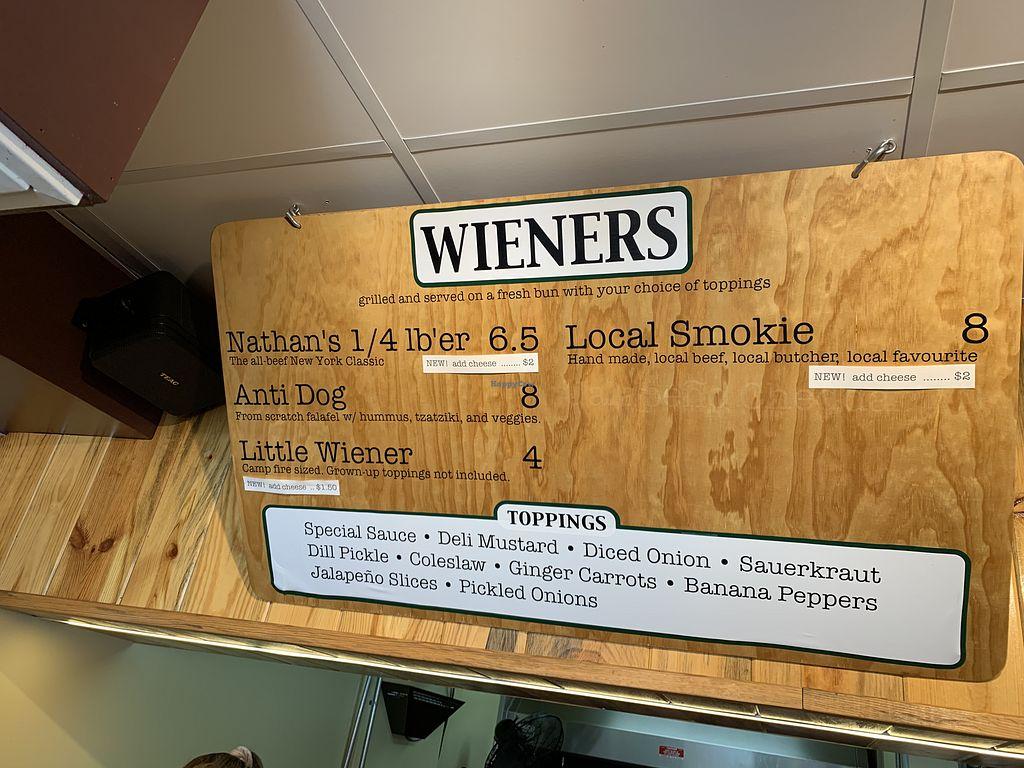 WIENERS
grilled and served on a fresh bun with your choice of toppings
Nathan's 1/4 lb'er 6.5
The all-beef New York Classic
NEW! add cheese ........ $2
Anti Dog 8
From scratch falafel w/ hummus, tzatziki, and veggies.
Little Wiener 4
Camp fire sized. Grown-up toppings not included.
NEW! add cheese .. $1.50
Local Smokie 8
Hand made, local beef, local butcher, local favourite
NEW! add cheese ........ $2
TOPPINGS
Special Sauce • Deli Mustard • Diced Onion • Sauerkraut
Dill Pickle • Coleslaw • Ginger Carrots • Banana Peppers
Jalapeño Slices • Pickled Onions
TEAC